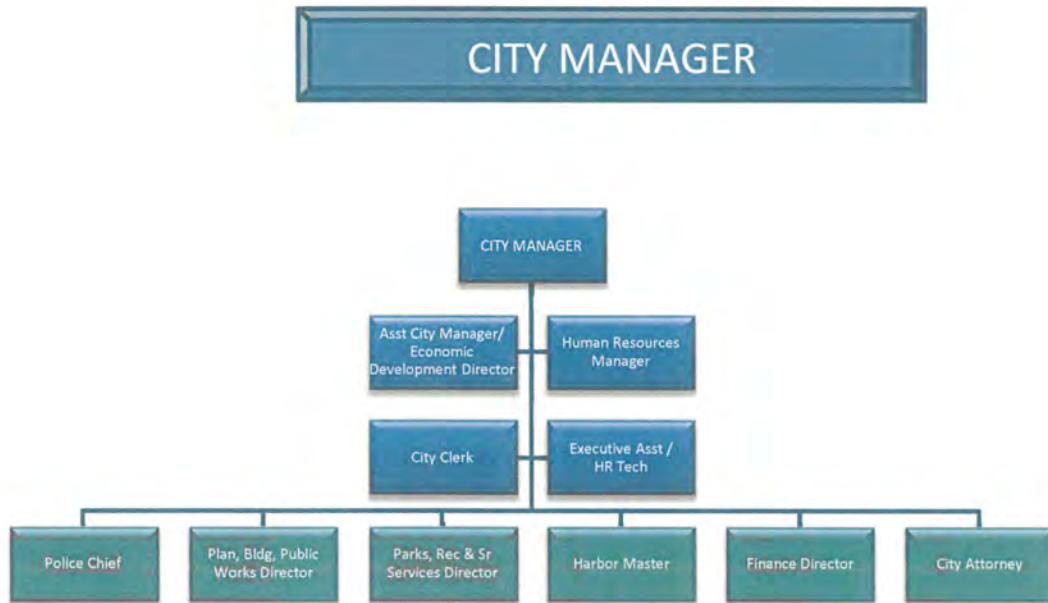 CITY MANAGER
CITY MANAGER
Asst City Manager/
Economic
Development Director
Human Resources
Manager
City Clerk
Executive Asst /
HR Tech
Police Chief
Plan, Bldg, Public
Works Director
Parks, Rec & Sr
Services Director
Harbor Master
Finance Director
City Attorney